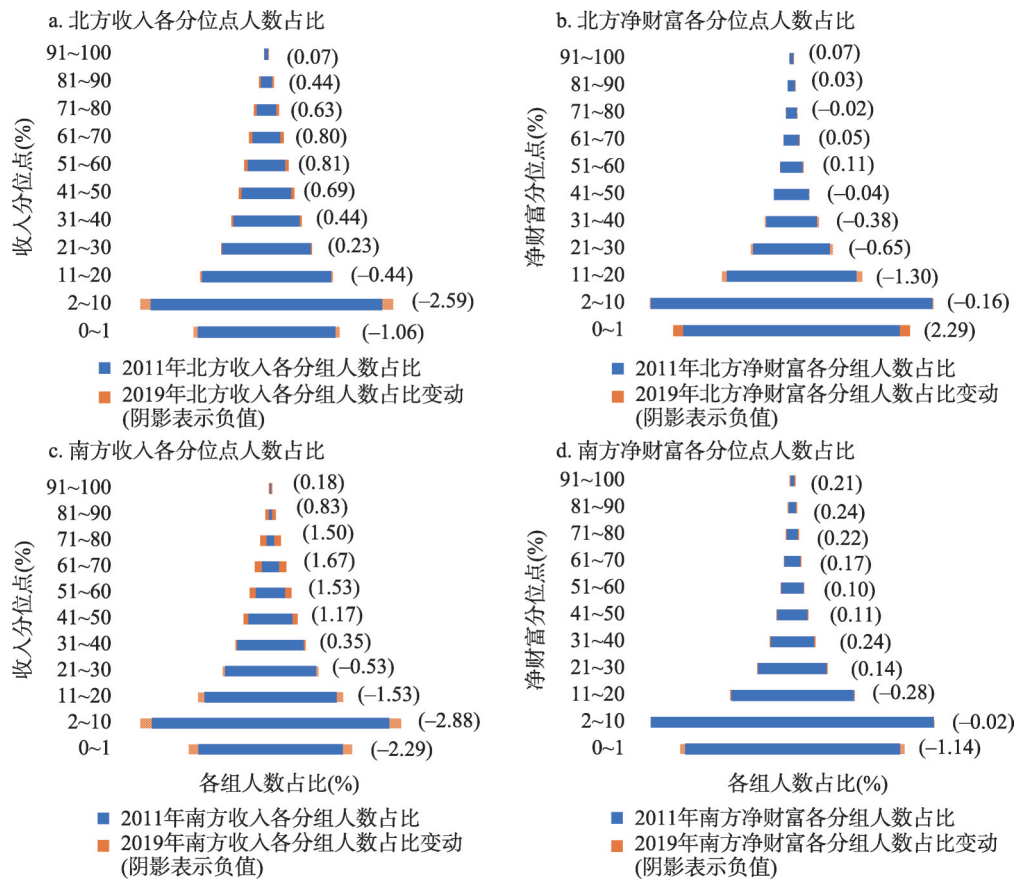 a. 北方收入各分位点人数占比
收入分位点(%)
91~100 (0.07)
81~90 (0.44)
71~80 (0.63)
61~70 (0.80)
51~60 (0.81)
41~50 (0.69)
31~40 (0.44)
21~30 (0.23)
11~20 (–0.44)
2~10 (–2.59)
0~1 (–1.06)
2011年北方收入各分组人数占比
2019年北方收入各分组人数占比变动
(阴影表示负值)
b. 北方净财富各分位点人数占比
净财富分位点(%)
91~100 (0.07)
81~90 (0.03)
71~80 (–0.02)
61~70 (0.05)
51~60 (0.11)
41~50 (–0.04)
31~40 (–0.38)
21~30 (–0.65)
11~20 (–1.30)
2~10 (–0.16)
0~1 (2.29)
2011年北方净财富各分组人数占比
2019年北方净财富各分组人数占比变动
(阴影表示负值)
c. 南方收入各分位点人数占比
收入分位点(%)
91~100 (0.18)
81~90 (0.83)
71~80 (1.50)
61~70 (1.67)
51~60 (1.53)
41~50 (1.17)
31~40 (0.35)
21~30 (–0.53)
11~20 (–1.53)
2~10 (–2.88)
0~1 (–2.29)
各组人数占比(%)
2011年南方收入各分组人数占比
2019年南方收入各分组人数占比变动
(阴影表示负值)
d. 南方净财富各分位点人数占比
净财富分位点(%)
91~100 (0.21)
81~90 (0.24)
71~80 (0.22)
61~70 (0.17)
51~60 (0.10)
41~50 (0.11)
31~40 (0.24)
21~30 (0.14)
11~20 (–0.28)
2~10 (–0.02)
0~1 (–1.14)
各组人数占比(%)
2011年南方净财富各分组人数占比
2019年南方净财富各分组人数占比变动
(阴影表示负值)